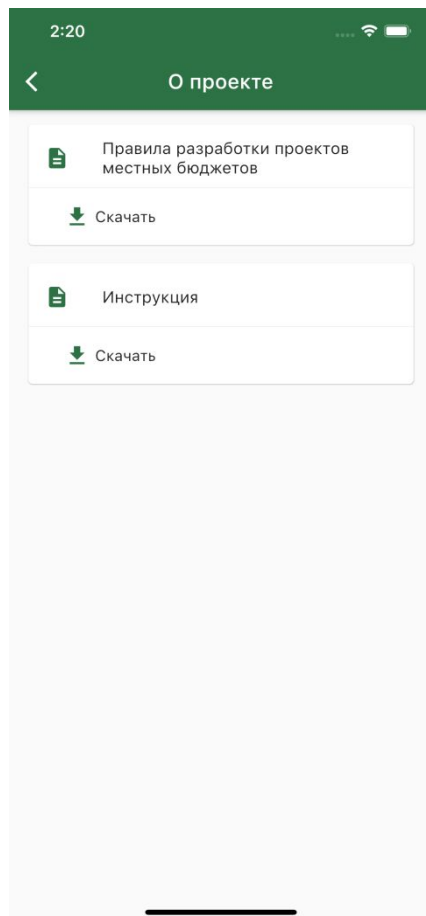 2:20
О проекте
Правила разработки проектов
местных бюджетов
Скачать
Инструкция
Скачать